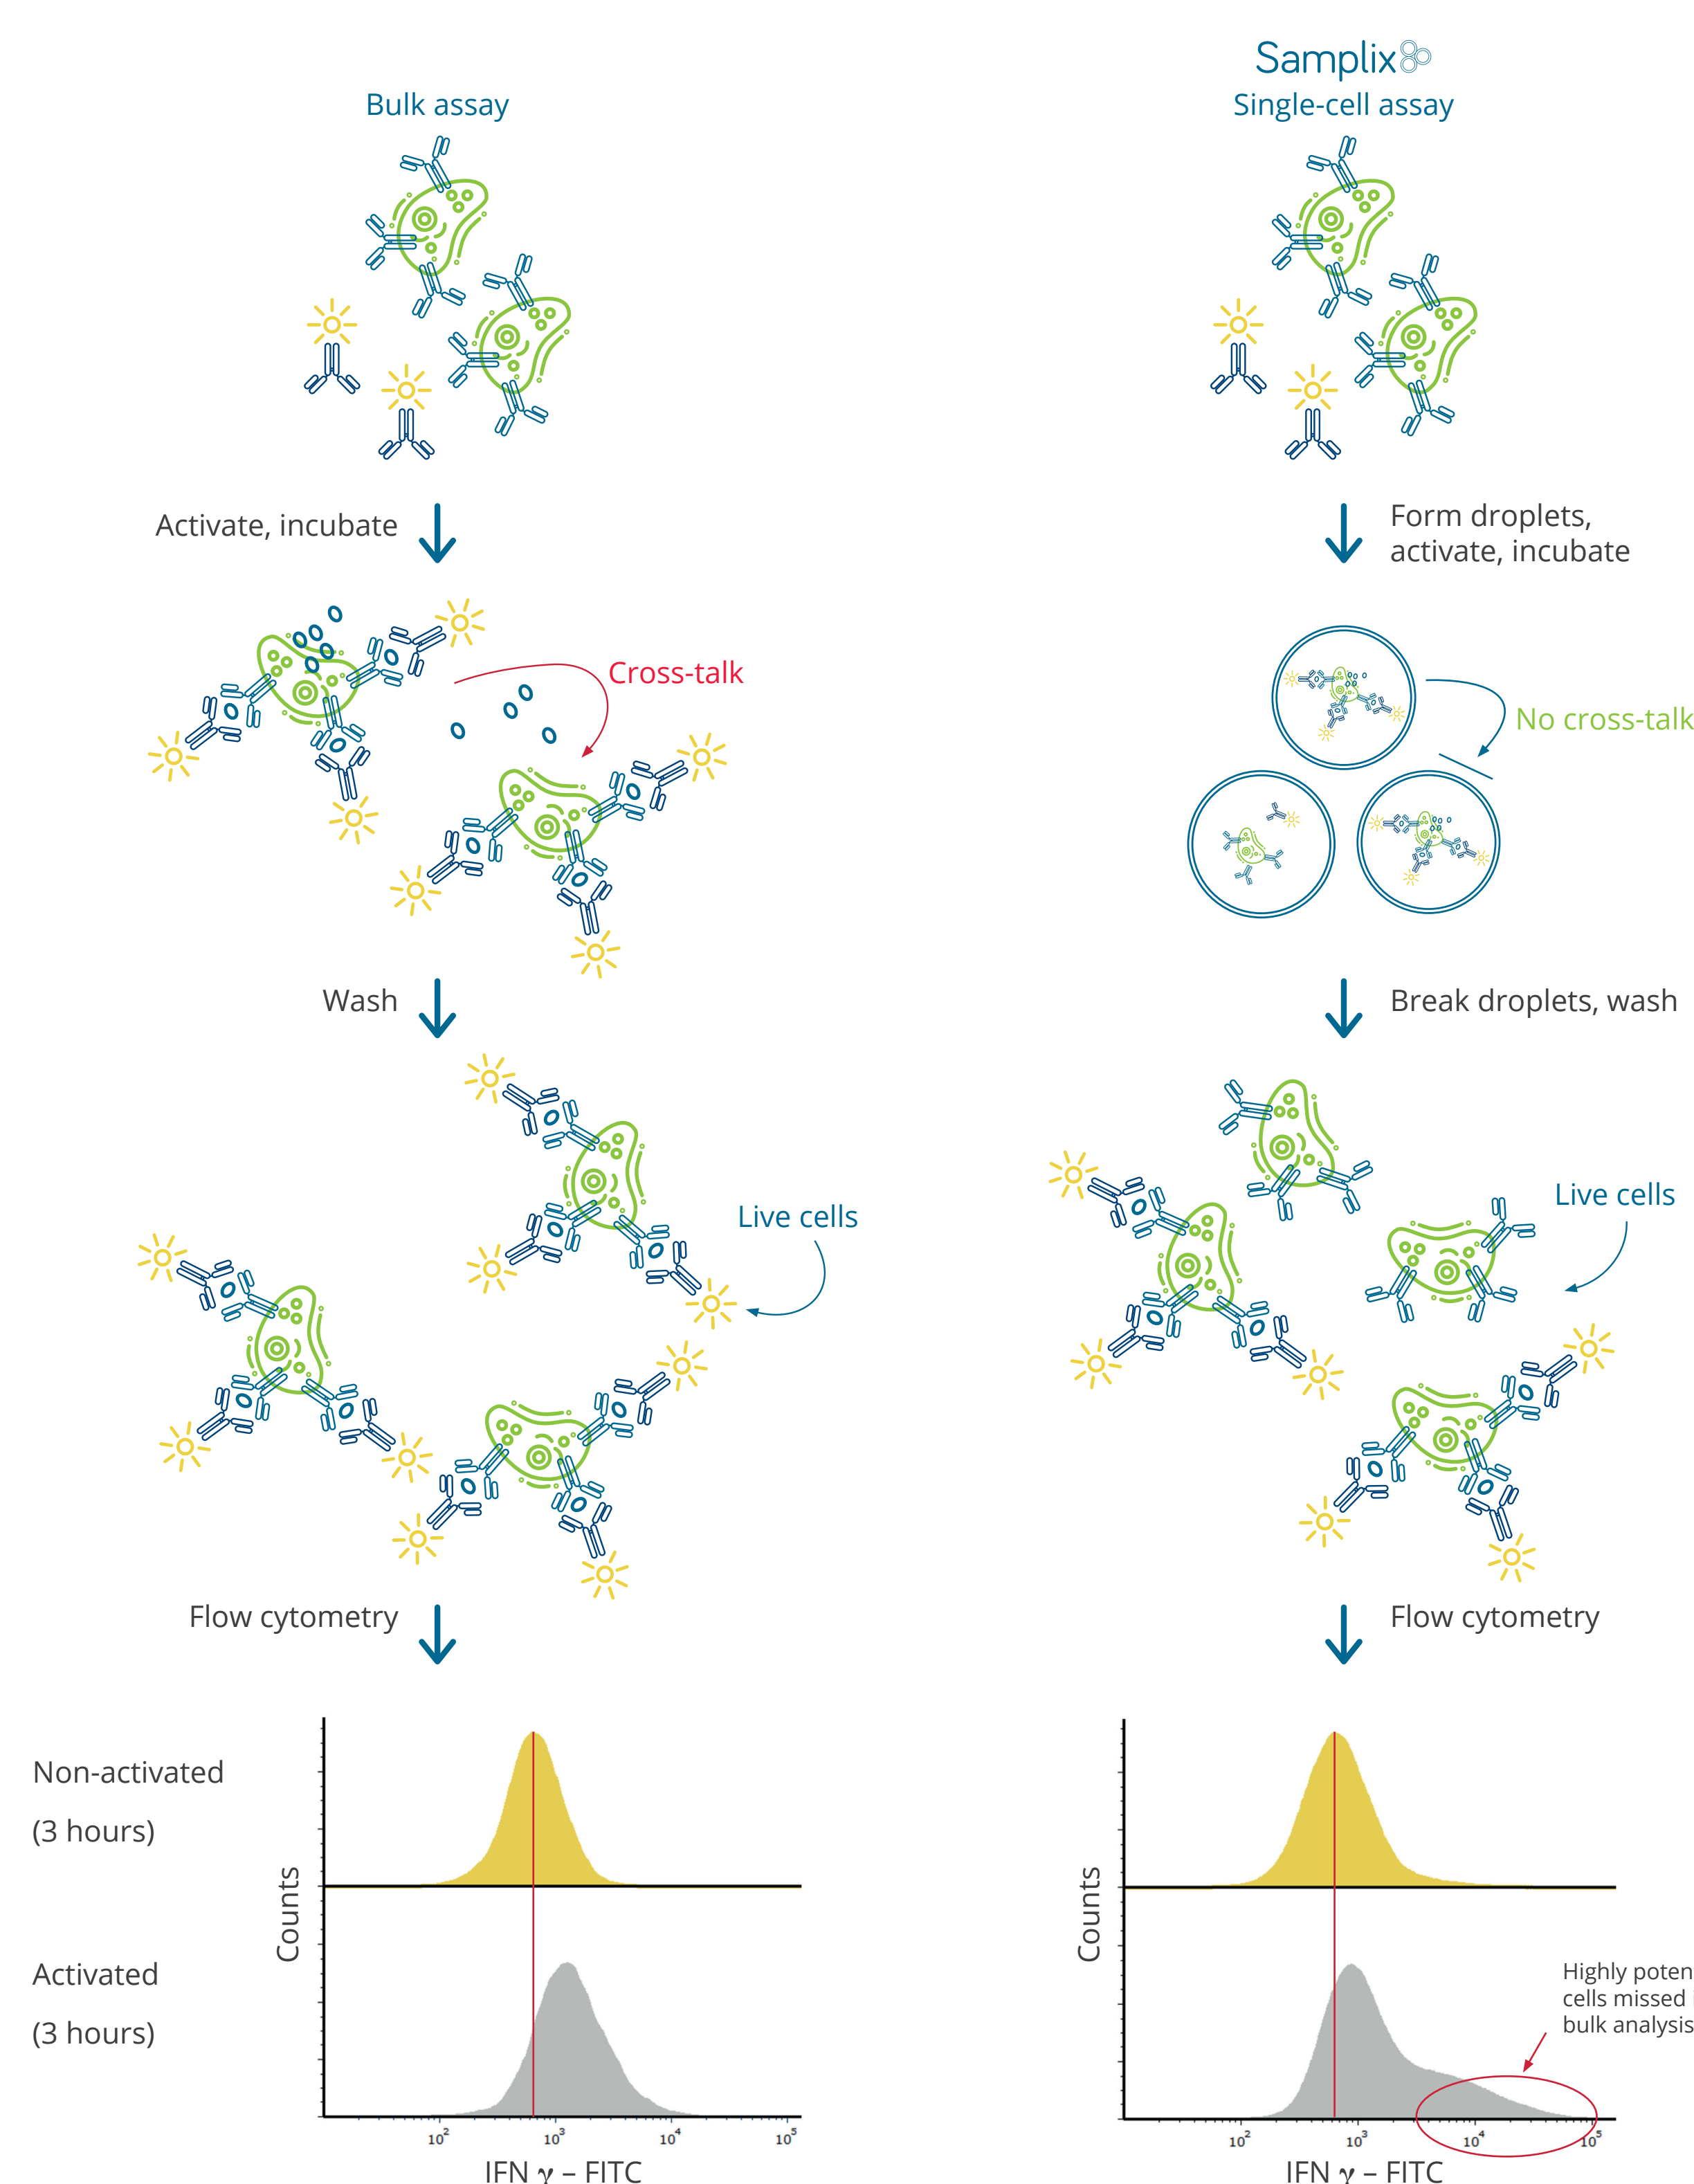 Samplix
Bulk assay
Single-cell assay
Activate, incubate
Form droplets,
activate, incubate
Cross-talk
No cross-talk
Wash
Break droplets, wash
Live cells
Live cells
Flow cytometry
Flow cytometry
Non-activated
(3 hours)
Activated
(3 hours)
Counts
10² 10³ 10⁴ 10⁵
IFN γ – FITC
Counts
Highly poten
cells missed
bulk analysis
10² 10³ 10⁴ 10⁵
IFN γ – FITC